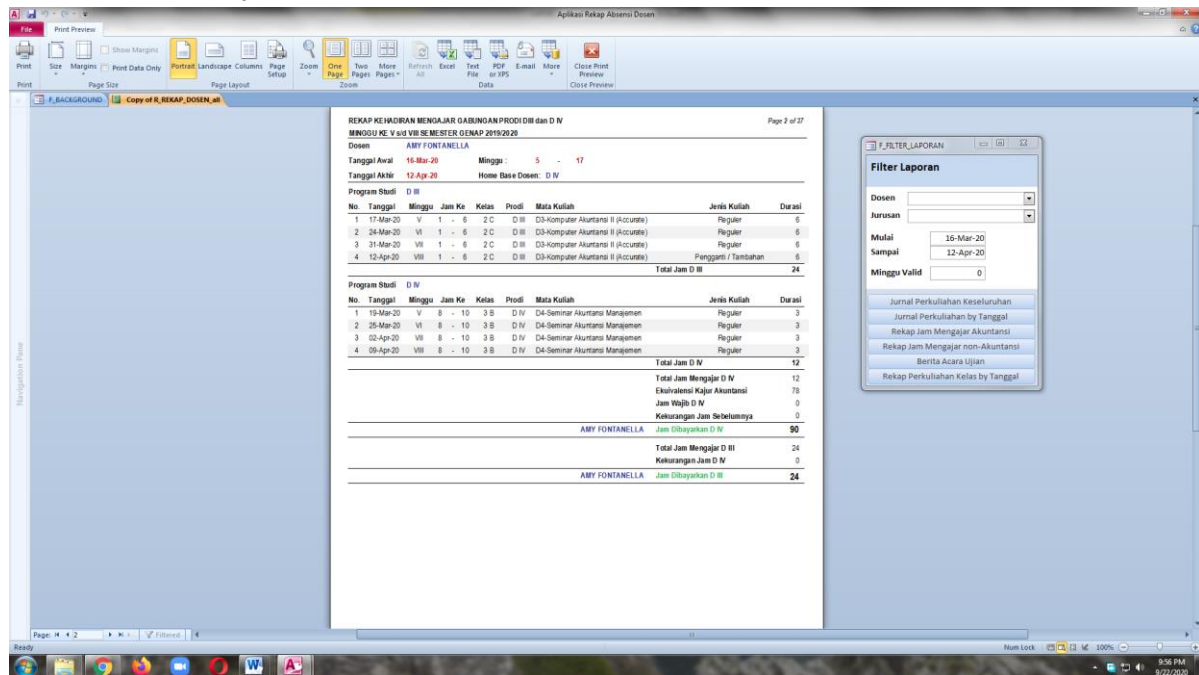 Aplikasi Rekap Absensi Dosen
File Print Preview
Show Margins
Print Data Only
Print Size Margins Portrait Landscape Columns Page Setup Zoom One Page Two Pages More Pages Refresh All Excel Text File PDF or XPS E-mail More Close Print Preview
Print Page Size Page Layout Zoom Data Close Preview
F_BACKGROUND Copy of R_REKAP_DOSEN_all
Navigation Pane
REKAP KEHADIRAN MENGAJAR GABUNGAN PRODI DIII dan D IV Page 2 of 37
MINGGU KE V s/d VIII SEMESTER GENAP 2019/2020
Dosen AMY FONTANELLA
Tanggal Awal 16-Mar-20 Minggu : 5 - 17
Tanggal Akhir 12-Apr-20 Home Base Dosen: D IV
Program Studi D III
No. Tanggal Minggu Jam Ke Kelas Prodi Mata Kuliah Jenis Kuliah Durasi
1 17-Mar-20 V 1 - 6 2 C D III D3-Komputer Akuntansi II (Accurate) Reguler 6
2 24-Mar-20 VI 1 - 6 2 C D III D3-Komputer Akuntansi II (Accurate) Reguler 6
3 31-Mar-20 VII 1 - 6 2 C D III D3-Komputer Akuntansi II (Accurate) Reguler 6
4 12-Apr-20 VIII 1 - 6 2 C D III D3-Komputer Akuntansi II (Accurate) Pengganti / Tambahan 6
Total Jam D III 24
Program Studi D IV
No. Tanggal Minggu Jam Ke Kelas Prodi Mata Kuliah Jenis Kuliah Durasi
1 19-Mar-20 V 8 - 10 3 B D IV D4-Seminar Akuntansi Manajemen Reguler 3
2 25-Mar-20 VI 8 - 10 3 B D IV D4-Seminar Akuntansi Manajemen Reguler 3
3 02-Apr-20 VII 8 - 10 3 B D IV D4-Seminar Akuntansi Manajemen Reguler 3
4 09-Apr-20 VIII 8 - 10 3 B D IV D4-Seminar Akuntansi Manajemen Reguler 3
Total Jam D IV 12
Total Jam Mengajar D IV 12
Ekuivalensi Kajur Akuntansi 78
Jam Wajib D IV 0
Kekurangan Jam Sebelumnya 0
AMY FONTANELLA Jam Dibayarkan D IV 90
Total Jam Mengajar D III 24
Kekurangan Jam D IV 0
AMY FONTANELLA Jam Dibayarkan D III 24
F_FILTER_LAPORAN
Filter Laporan
Dosen
Jurusan
Mulai 16-Mar-20
Sampai 12-Apr-20
Minggu Valid 0
Jurnal Perkuliahan Keseluruhan
Jurnal Perkuliahan by Tanggal
Rekap Jam Mengajar Akuntansi
Rekap Jam Mengajar non-Akuntansi
Berita Acara Ujian
Rekap Perkuliahan Kelas by Tanggal
Page: 2 Filtered
Ready Num Lock 100%
9:56 PM
9/22/2020